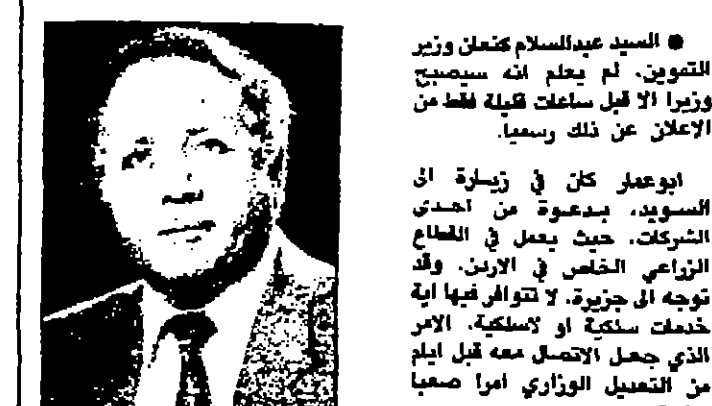 ● السيد عبدالسلام كنعان وزير
التموين، لم يعلم انه سيصبح
وزيرا الا قبل ساعات قليلة فقط من
الإعلان عن ذلك رسميا.
ابوعمار كان في زيارة الى
السويد، بدعوة من احدى
الشركات، حيث يعمل في القطاع
الزراعي الخاص في الاردن. وقد
توجه الى جزيرة، لا تتوافر فيها اية
خدمات سلكية او لاسلكية، الامر
الذي جعل الاتصال معه قبل ايام
من التعديل الوزاري امرا صعبا